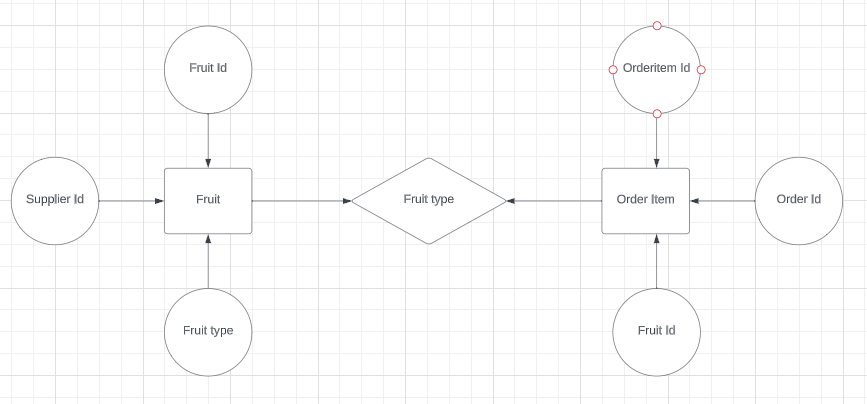 Fruit Id
Orderitem Id
Supplier Id
Fruit
Fruit type
Order Item
Order Id
Fruit type
Fruit Id